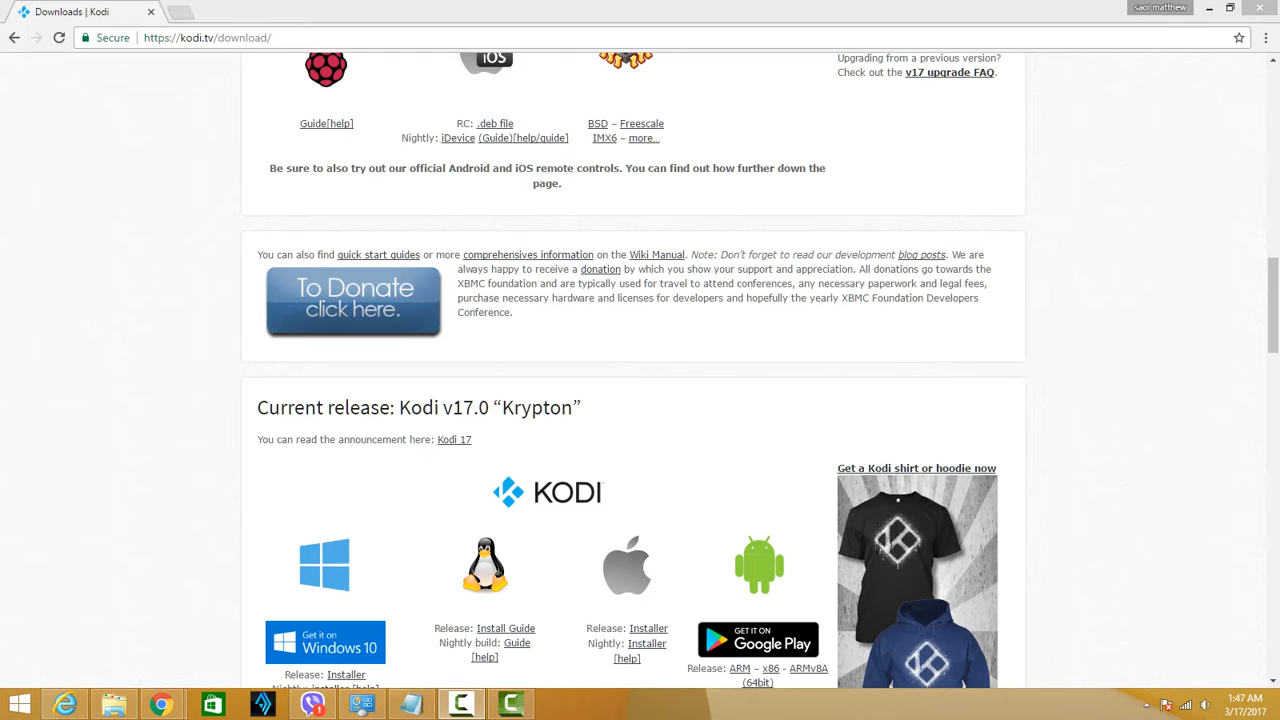 Downloads | Kodi
saol matthew
Secure
https://kodi.tv/download/
iOS
Upgrading from a previous version?
Check out the v17 upgrade FAQ.
Guide[help]
RC: .deb file
Nightly: iDevice (Guide)[help/guide]
BSD – Freescale
IMX6 – more...
Be sure to also try out our official Android and iOS remote controls. You can find out how further down the
page.
You can also find quick start guides or more comprehensives information on the Wiki Manual. Note: Don't forget to read our development blog posts. We are
always happy to receive a donation by which you show your support and appreciation. All donations go towards the
XBMC foundation and are typically used for travel to attend conferences, any necessary paperwork and legal fees,
purchase necessary hardware and licenses for developers and hopefully the yearly XBMC Foundation Developers
Conference.
To Donate
click here.
Current release: Kodi v17.0 “Krypton”
You can read the announcement here: Kodi 17
Get a Kodi shirt or hoodie now
KODI
Get it on
Windows 10
Release: Installer
Nightly: installer [help]
Release: Install Guide
Nightly build: Guide
[help]
Release: Installer
Nightly: Installer
[help]
GET IT ON
Google Play
Release: ARM – x86 - ARMv8A
(64bit)
1
1:47 AM
3/17/2017